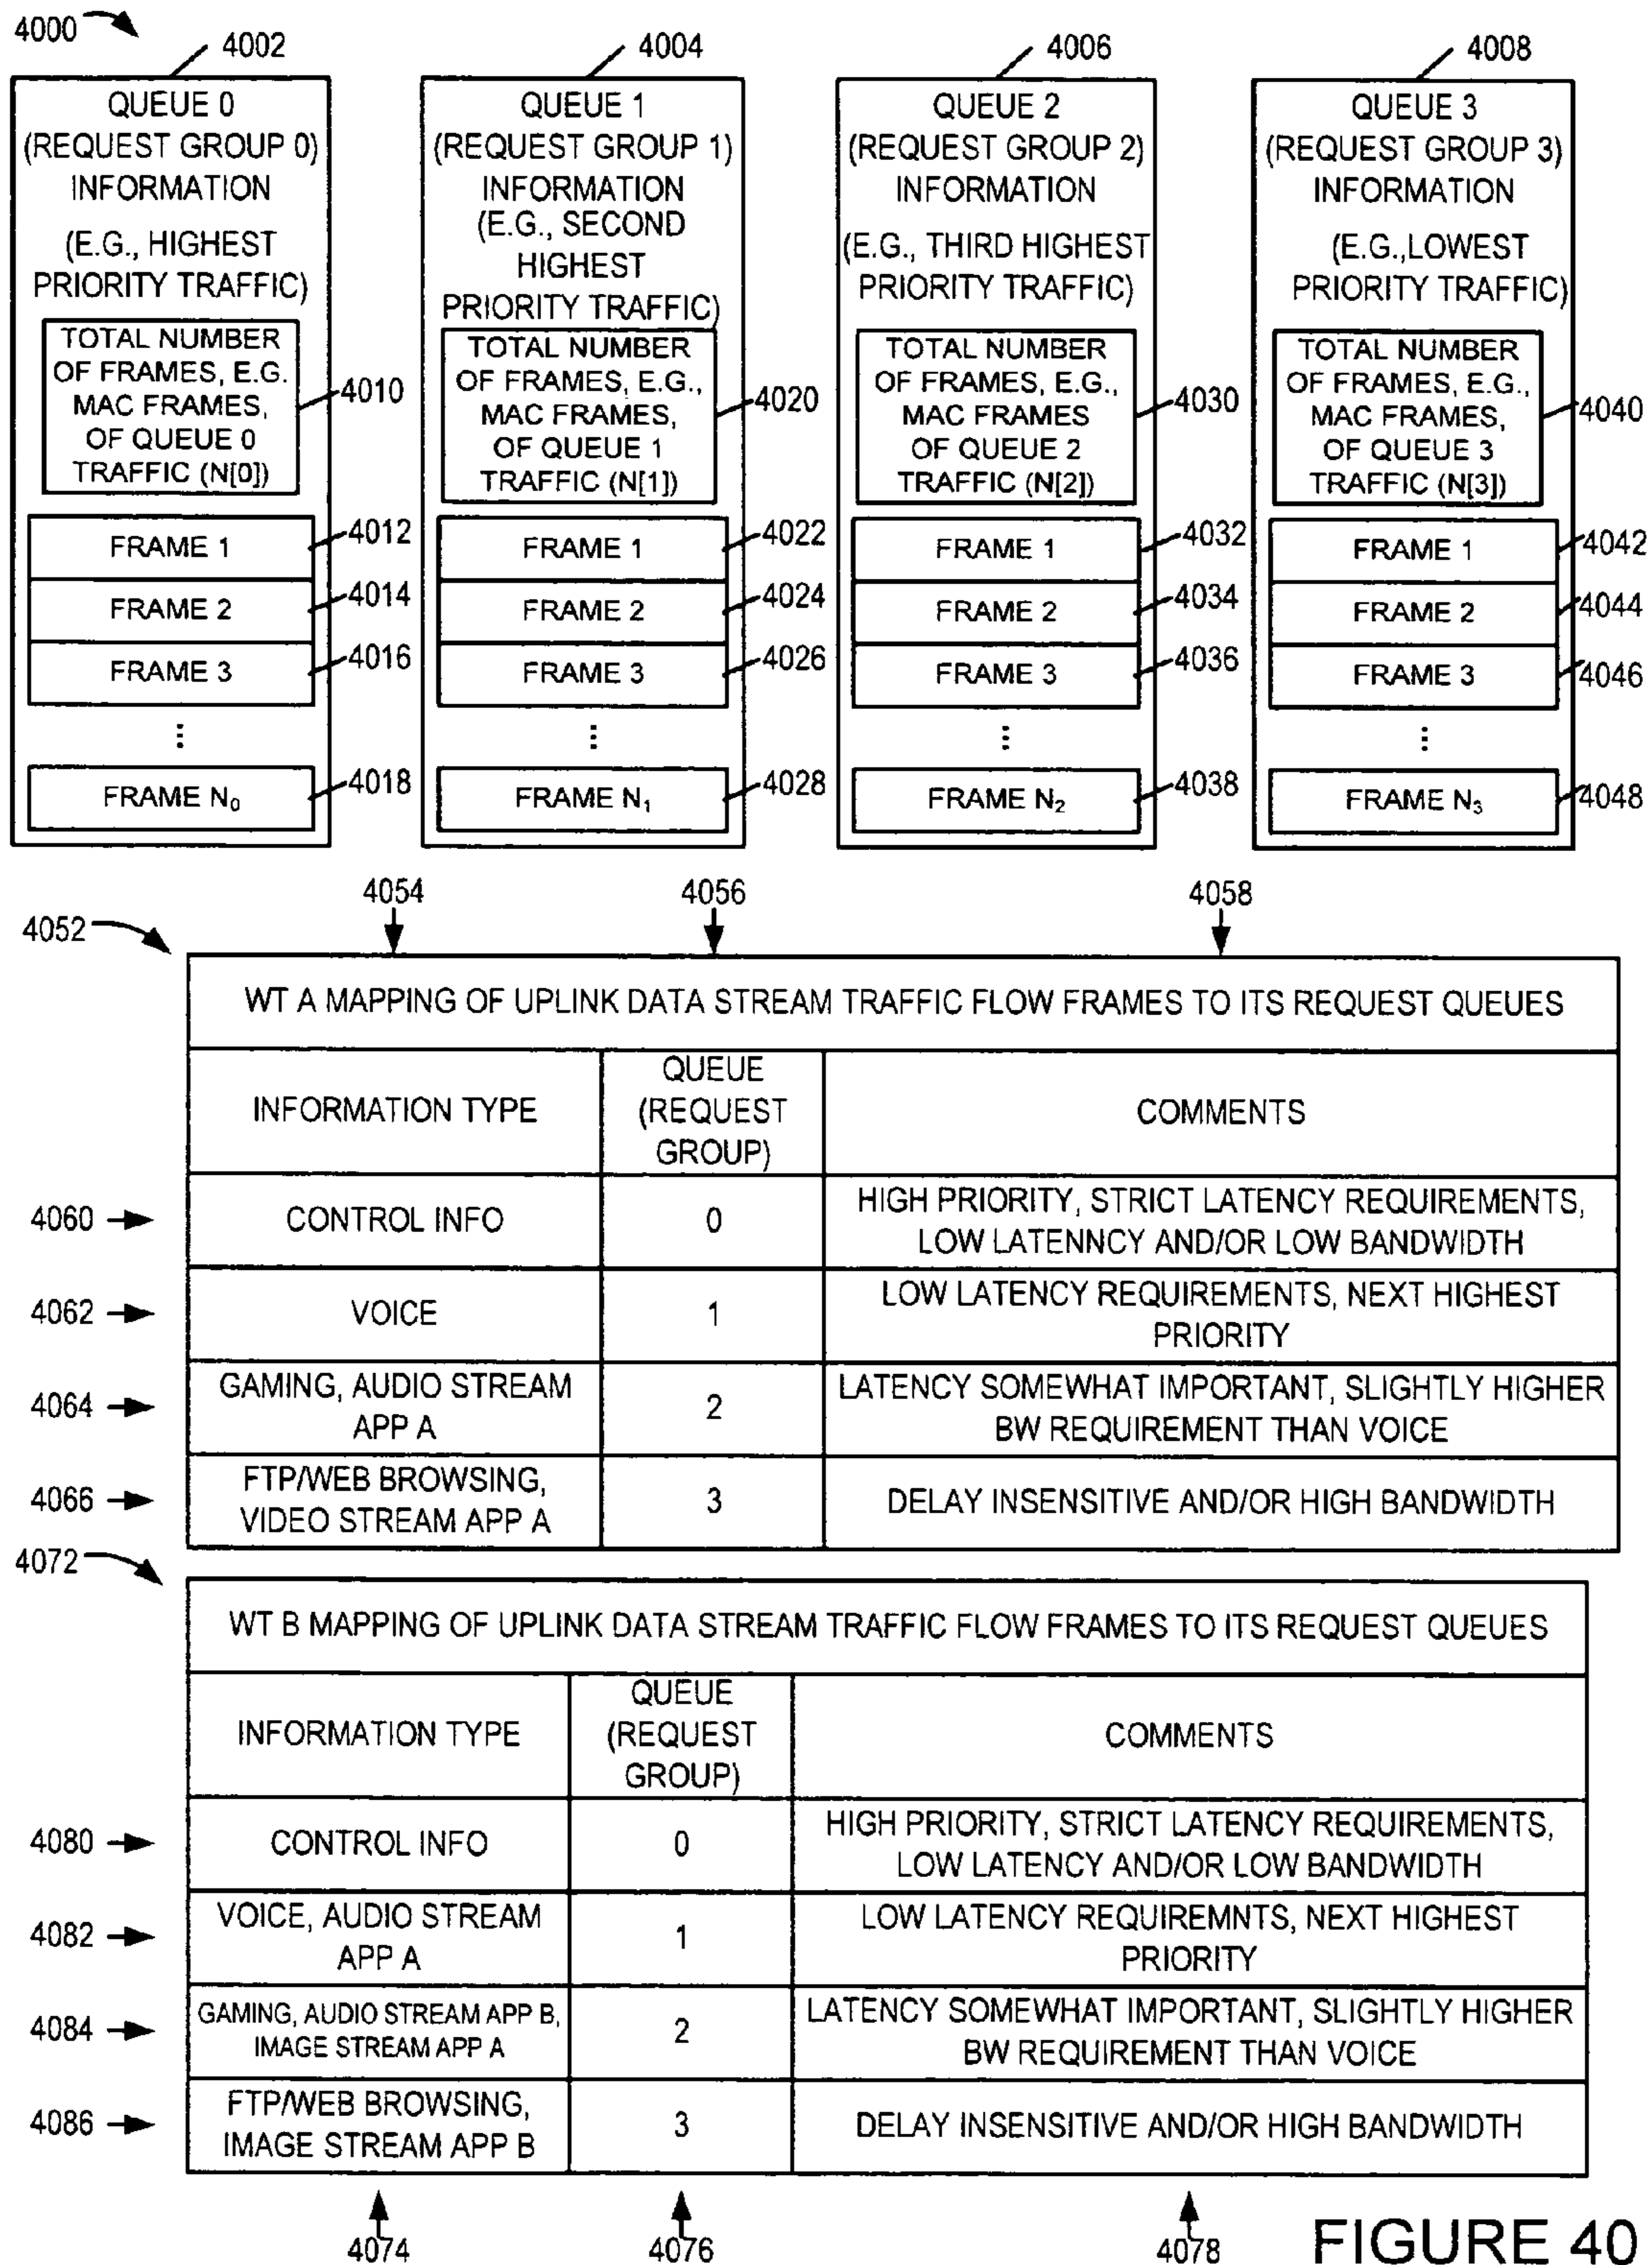 4000
4002
4004
4006
4008
QUEUE 0
(REQUEST GROUP 0)
INFORMATION
(E.G., HIGHEST
PRIORITY TRAFFIC)
TOTAL NUMBER
OF FRAMES, E.G.
MAC FRAMES,
OF QUEUE 0
TRAFFIC (N[0])
4010
FRAME 1
4012
FRAME 2
4014
FRAME 3
4016
⋮
FRAME N₀
4018
QUEUE 1
(REQUEST GROUP 1)
INFORMATION
(E.G., SECOND
HIGHEST
PRIORITY TRAFFIC)
TOTAL NUMBER
OF FRAMES, E.G.,
MAC FRAMES,
OF QUEUE 1
TRAFFIC (N[1])
4020
FRAME 1
4022
FRAME 2
4024
FRAME 3
4026
⋮
FRAME N₁
4028
QUEUE 2
(REQUEST GROUP 2)
INFORMATION
(E.G., THIRD HIGHEST
PRIORITY TRAFFIC)
TOTAL NUMBER
OF FRAMES, E.G.,
MAC FRAMES
OF QUEUE 2
TRAFFIC (N[2])
4030
FRAME 1
4032
FRAME 2
4034
FRAME 3
4036
⋮
FRAME N₂
4038
QUEUE 3
(REQUEST GROUP 3)
INFORMATION
(E.G.,LOWEST
PRIORITY TRAFFIC)
TOTAL NUMBER
OF FRAMES, E.G.,
MAC FRAMES,
OF QUEUE 3
TRAFFIC (N[3])
4040
FRAME 1
4042
FRAME 2
4044
FRAME 3
4046
⋮
FRAME N₃
4048
4052
4054
4056
4058
WT A MAPPING OF UPLINK DATA STREAM TRAFFIC FLOW FRAMES TO ITS REQUEST QUEUES
INFORMATION TYPE
QUEUE
(REQUEST
GROUP)
COMMENTS
4060
CONTROL INFO
0
HIGH PRIORITY, STRICT LATENCY REQUIREMENTS,
LOW LATENNCY AND/OR LOW BANDWIDTH
4062
VOICE
1
LOW LATENCY REQUIREMENTS, NEXT HIGHEST
PRIORITY
4064
GAMING, AUDIO STREAM
APP A
2
LATENCY SOMEWHAT IMPORTANT, SLIGHTLY HIGHER
BW REQUIREMENT THAN VOICE
4066
FTP/WEB BROWSING,
VIDEO STREAM APP A
3
DELAY INSENSITIVE AND/OR HIGH BANDWIDTH
4072
WT B MAPPING OF UPLINK DATA STREAM TRAFFIC FLOW FRAMES TO ITS REQUEST QUEUES
INFORMATION TYPE
QUEUE
(REQUEST
GROUP)
COMMENTS
4080
CONTROL INFO
0
HIGH PRIORITY, STRICT LATENCY REQUIREMENTS,
LOW LATENCY AND/OR LOW BANDWIDTH
4082
VOICE, AUDIO STREAM
APP A
1
LOW LATENCY REQUIREMNTS, NEXT HIGHEST
PRIORITY
4084
GAMING, AUDIO STREAM APP B,
IMAGE STREAM APP A
2
LATENCY SOMEWHAT IMPORTANT, SLIGHTLY HIGHER
BW REQUIREMENT THAN VOICE
4086
FTP/WEB BROWSING,
IMAGE STREAM APP B
3
DELAY INSENSITIVE AND/OR HIGH BANDWIDTH
4074
4076
4078
FIGURE 40